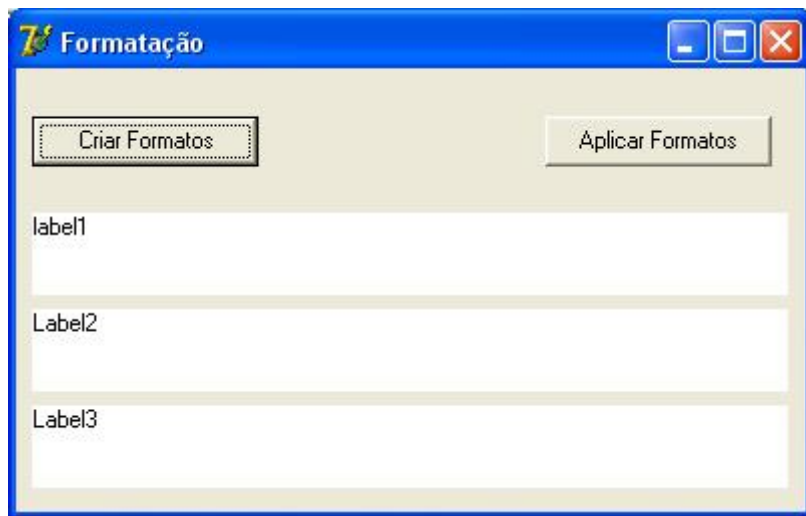 Formatação
Criar Formatos
Aplicar Formatos
label1
Label2
Label3